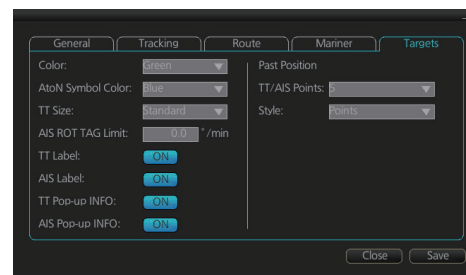 General Tracking Route Mariner Targets
Color: Green
AtoN Symbol Color: Blue
TT Size: Standard
AIS ROT TAG Limit: 0.0 °/min
TT Label: ON
AIS Label: ON
TT Pop-up INFO: ON
AIS Pop-up INFO: ON
Past Position
TT/AIS Points: 5
Style: Points
Close Save